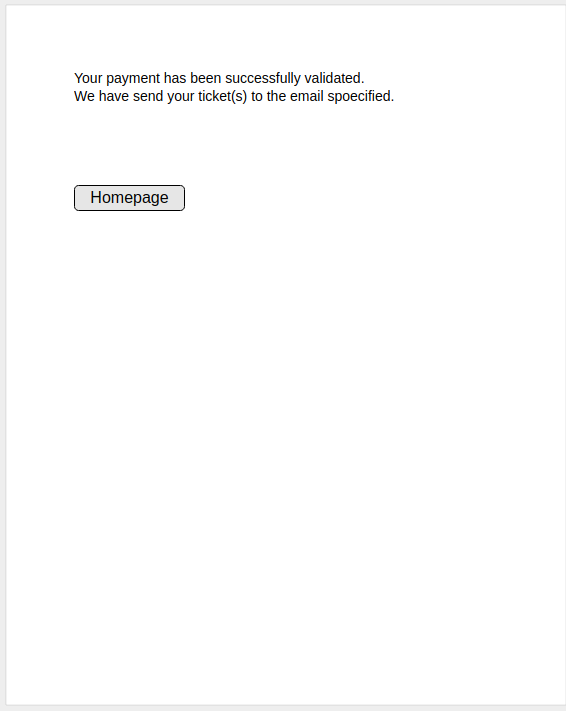 Your payment has been successfully validated.
We have send your ticket(s) to the email spoecified.
Homepage